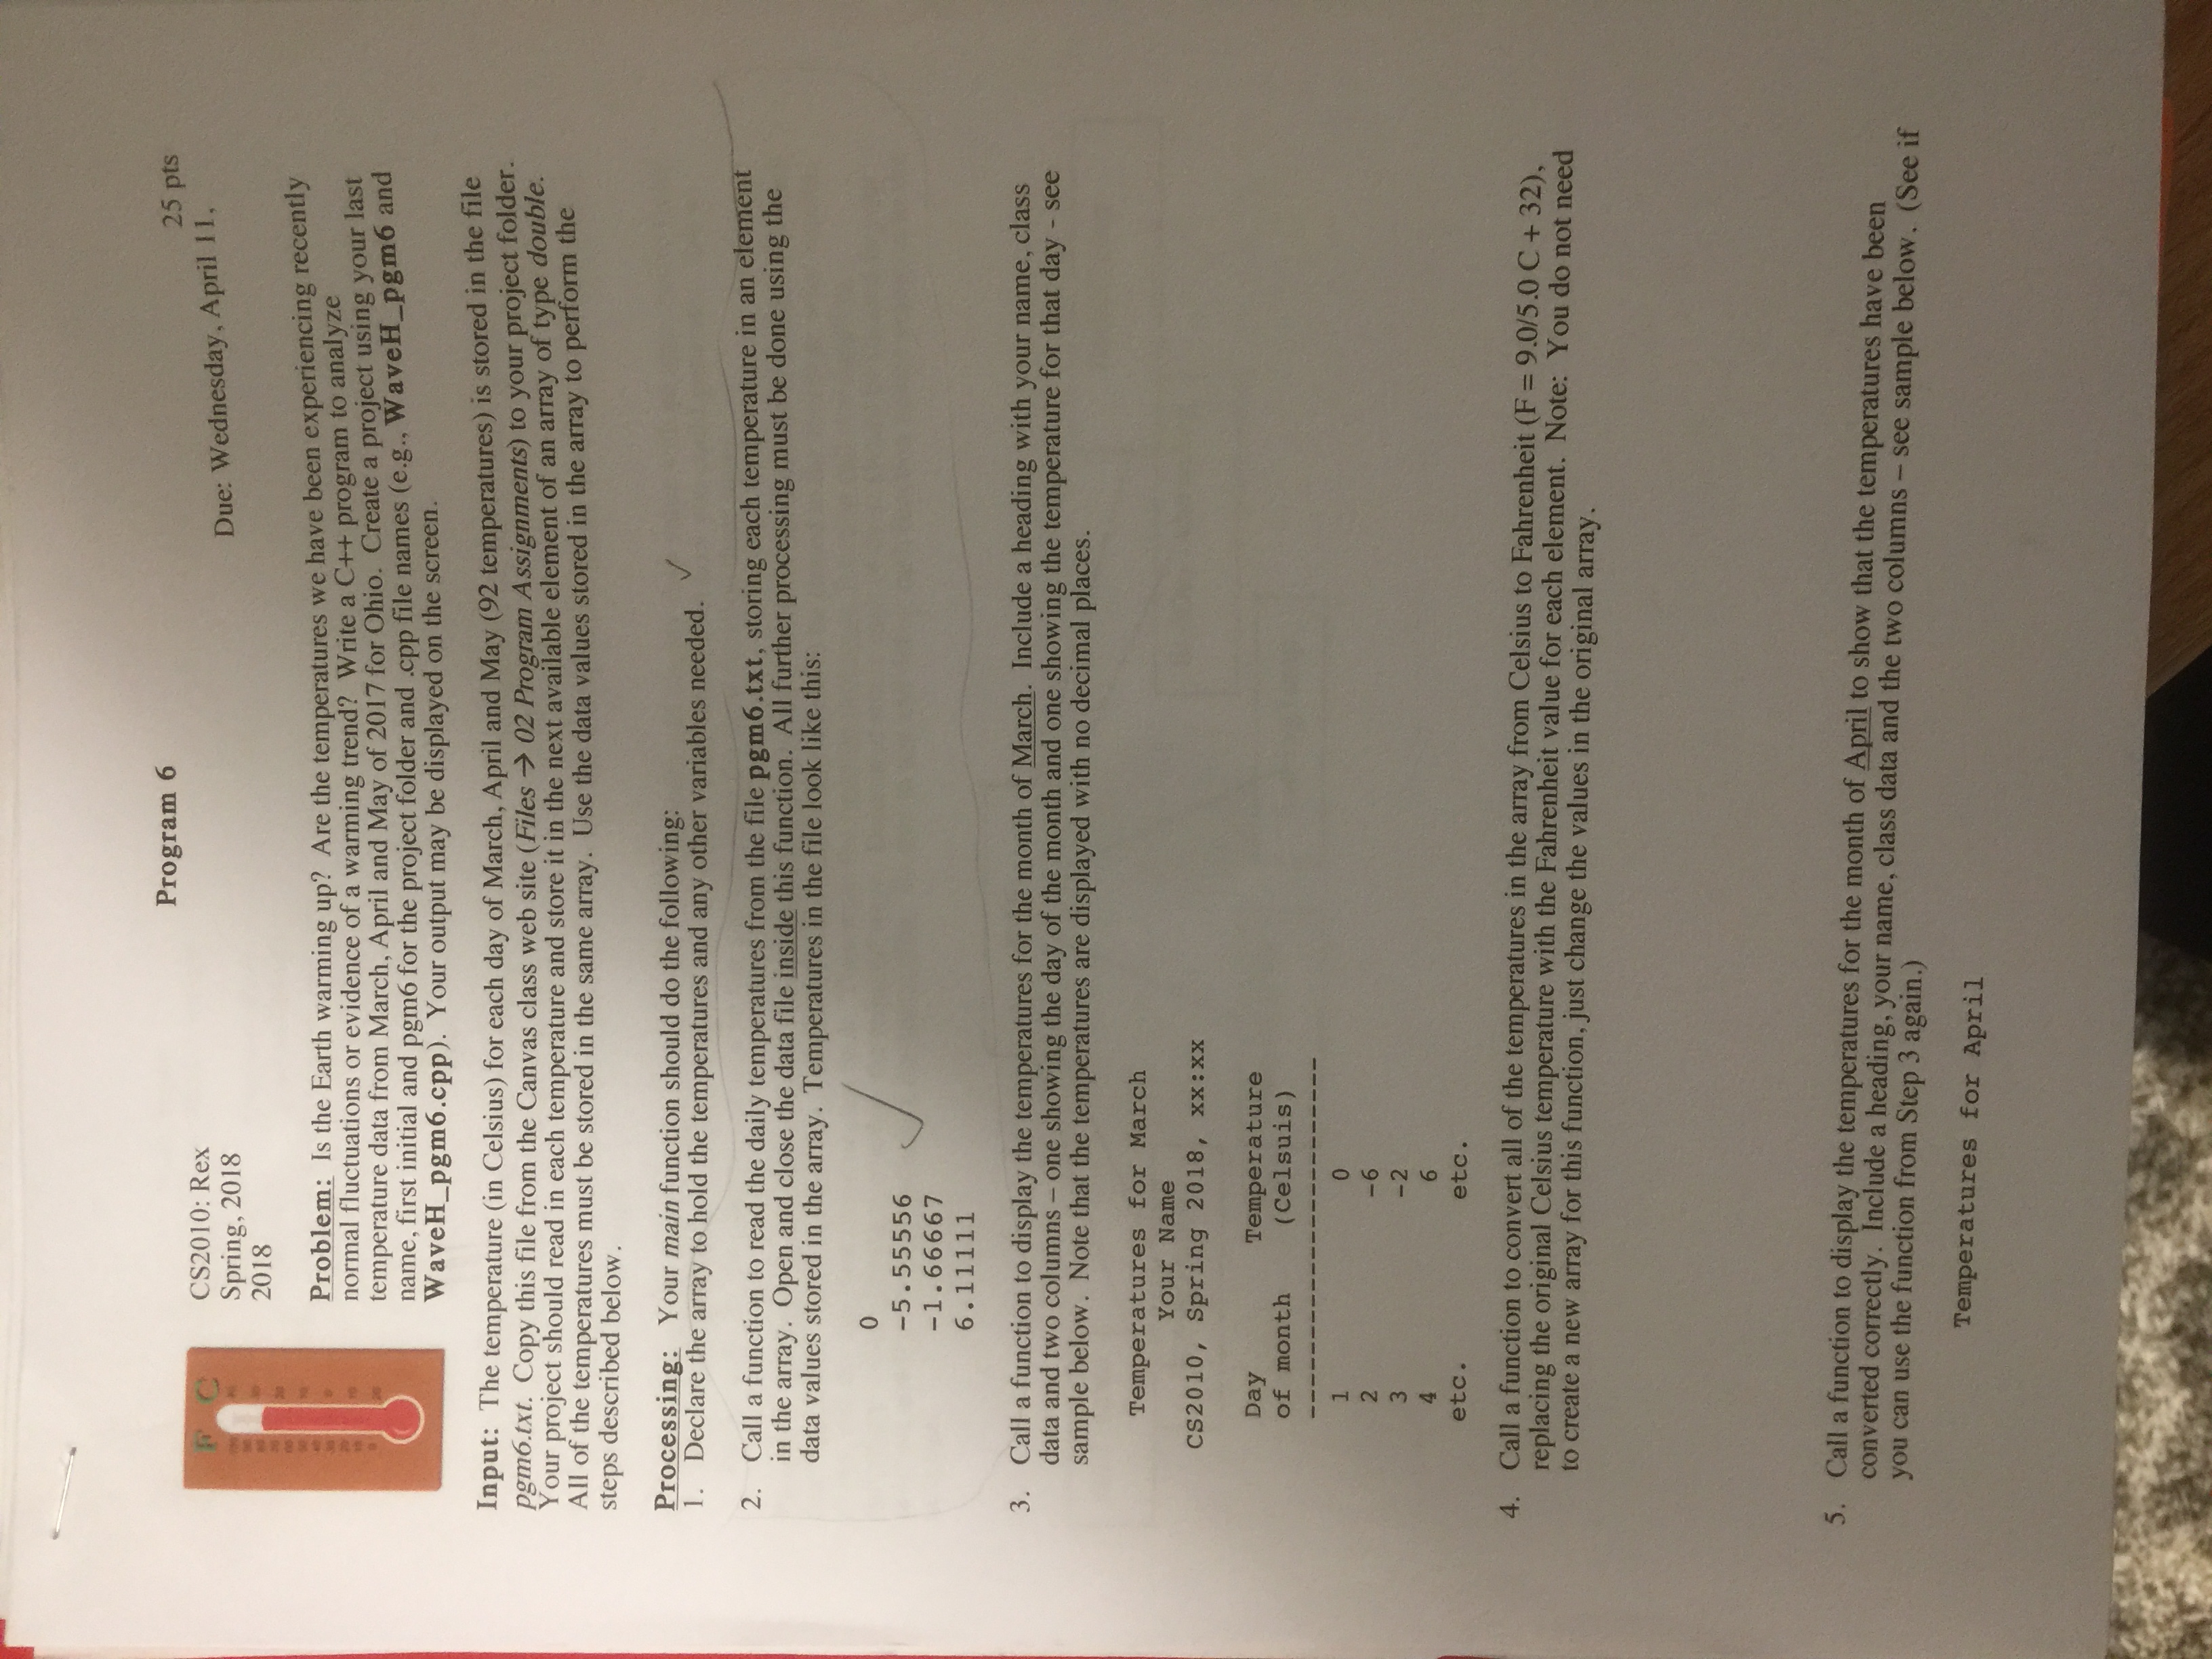 Program 6
25 pts
F C
CS2010: Rex
Due: Wednesday, April 11,
Spring, 2018
2018
Problem: Is the Earth warming up? Are the temperatures we have been experiencing recently
normal fluctuations or evidence of a warming trend? Write a C++ program to analyze
temperature data from March, April and May of 2017 for Ohio. Create a project using your last
name, first initial and pgm6 for the project folder and .cpp file names (e.g., WaveH_pgm6 and
WaveH_pgm6.cpp). Your output may be displayed on the screen.
Input: The temperature (in Celsius) for each day of March, April and May (92 temperatures) is stored in the file
pgm6.txt. Copy this file from the Canvas class web site (Files → 02 Program Assignments) to your project folder.
Your project should read in each temperature and store it in the next available element of an array of type double.
All of the temperatures must be stored in the same array. Use the data values stored in the array to perform the
steps described below.
Processing: Your main function should do the following:
1. Declare the array to hold the temperatures and any other variables needed. ✓
2. Call a function to read the daily temperatures from the file pgm6.txt, storing each temperature in an element
in the array. Open and close the data file inside this function. All further processing must be done using the
data values stored in the array. Temperatures in the file look like this:
0
-5.55556 ✓
-1.66667
6.11111
3. Call a function to display the temperatures for the month of March. Include a heading with your name, class
data and two columns – one showing the day of the month and one showing the temperature for that day - see
sample below. Note that the temperatures are displayed with no decimal places.
Temperatures for March
Your Name
CS2010, Spring 2018, xx:xx
Day Temperature
of month (Celsuis)
-----------------------
1 0
2 -6
3 -2
4 6
etc. etc.
4. Call a function to convert all of the temperatures in the array from Celsius to Fahrenheit (F = 9.0/5.0 C + 32),
replacing the original Celsius temperature with the Fahrenheit value for each element. Note: You do not need
to create a new array for this function, just change the values in the original array.
5. Call a function to display the temperatures for the month of April to show that the temperatures have been
converted correctly. Include a heading, your name, class data and the two columns – see sample below. (See if
you can use the function from Step 3 again.)
Temperatures for April